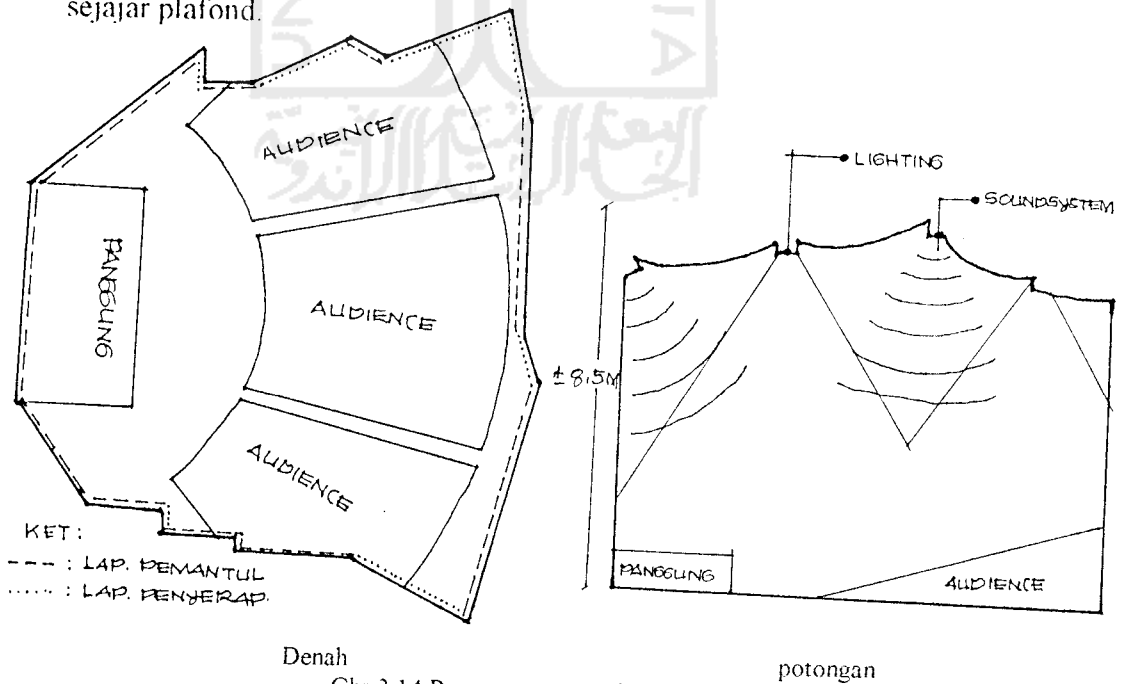 sejajar plafond.
AUDIENCE
LIGHTING
SOUNDSYSTEM
PANGGUNG
AUDIENCE
± 8,5M
AUDIENCE
KET :
--- : LAP. PEMANTUL
..... : LAP. PENYERAP.
PANGGUNG
AUDIENCE
Denah
potongan